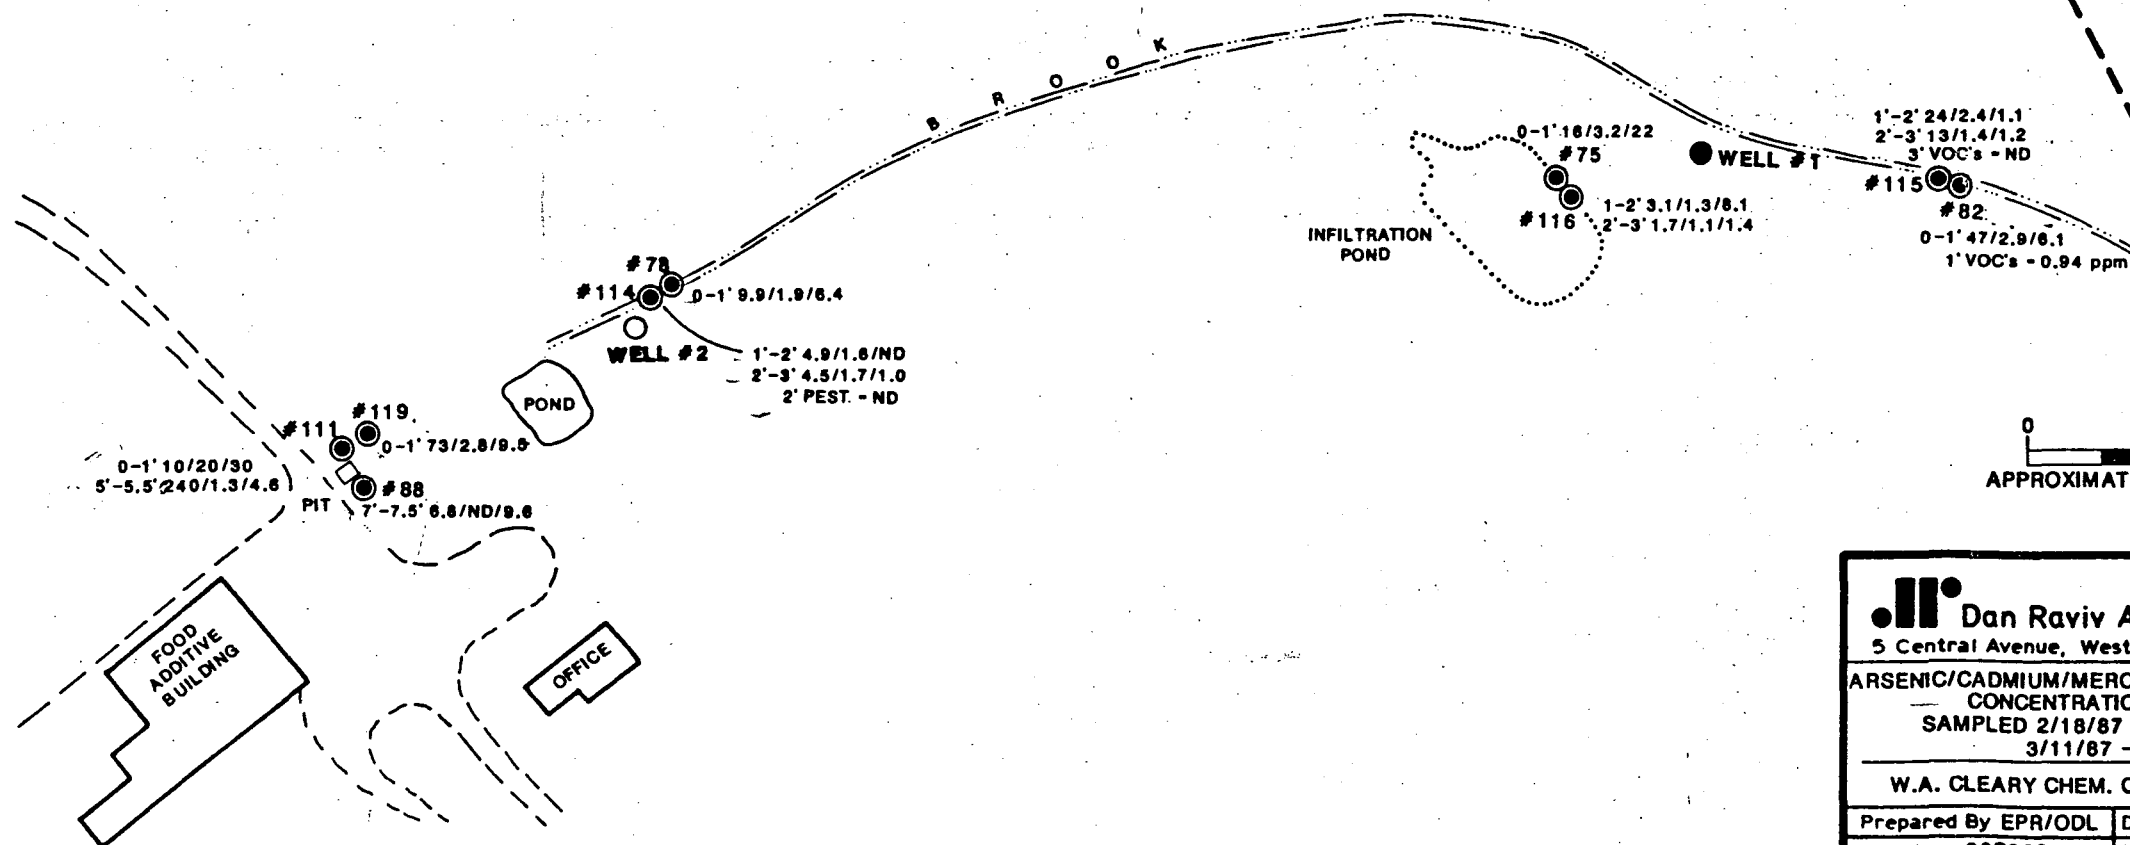 BROOK
0-1' 16/3.2/22
#75
WELL #1
1'-2' 24/2.4/1.1
2'-3' 13/1.4/1.2
3' VOC's - ND
#115
#82
0-1' 47/2.9/6.1
1' VOC's - 0.94 ppm
#116
1-2' 3.1/1.3/8.1
2'-3' 1.7/1.1/1.4
INFILTRATION
POND
#78
#114
0-1' 9.9/1.9/6.4
WELL #2
1'-2' 4.9/1.6/ND
2'-3' 4.5/1.7/1.0
2' PEST. - ND
POND
#119
#111
0-1' 73/2.8/9.5
0-1' 10/20/30
5'-5.5' 240/1.3/4.6
PIT
#88
7'-7.5' 6.8/ND/9.6
FOOD
ADDITIVE
BUILDING
OFFICE
0
APPROXIMAT
Dan Raviv A
5 Central Avenue, West
ARSENIC/CADMIUM/MERC
CONCENTRATIO
SAMPLED 2/18/87
3/11/87 -
W.A. CLEARY CHEM. C
Prepared By EPR/ODL